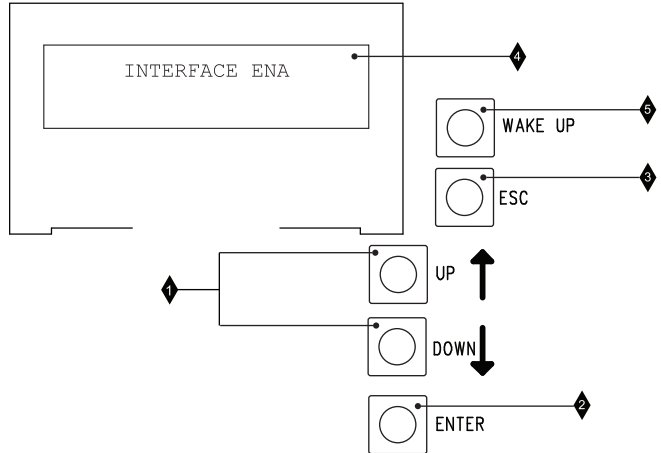 INTERFACE ENA
4
5
WAKE UP
3
ESC
1
UP
DOWN
2
ENTER